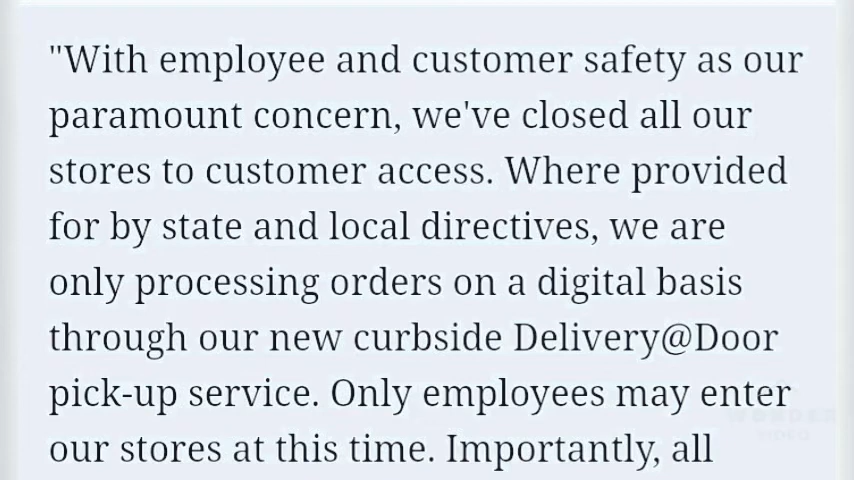 "With employee and customer safety as our
paramount concern, we've closed all our
stores to customer access. Where provided
for by state and local directives, we are
only processing orders on a digital basis
through our new curbside Delivery@Door
pick-up service. Only employees may enter
our stores at this time. Importantly, all
WONDER
VIDEO